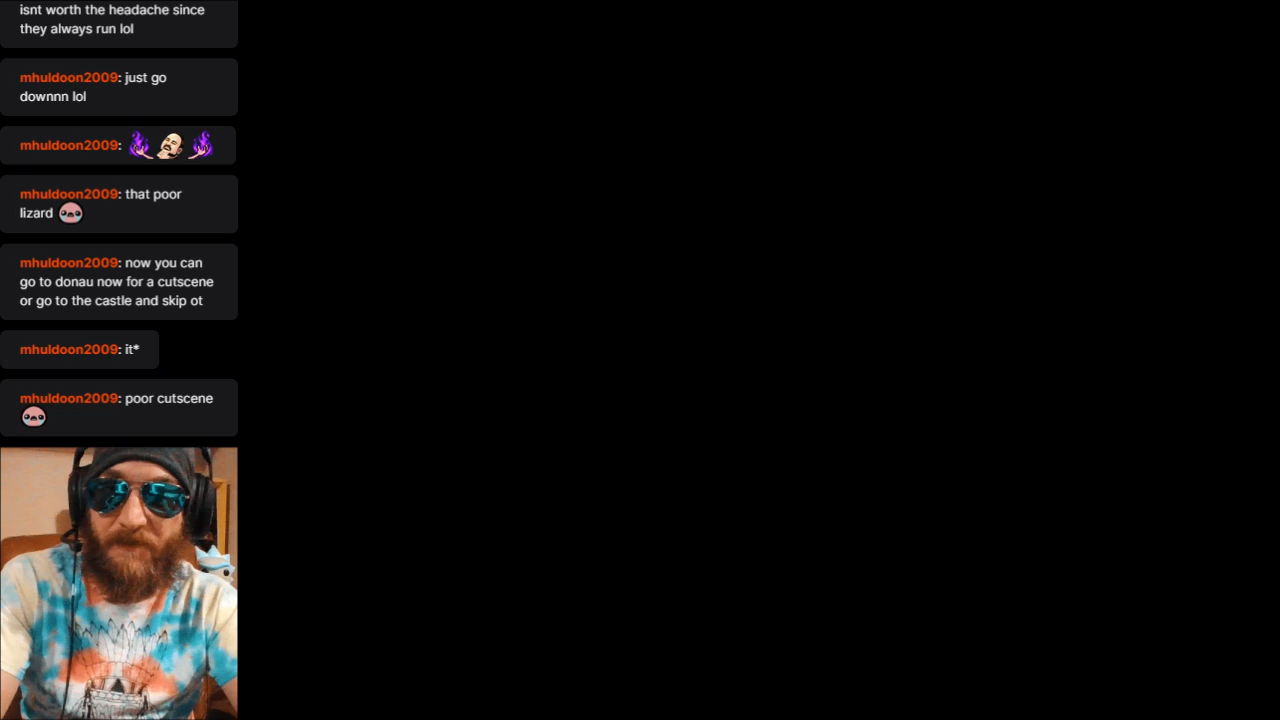 isnt worth the headache since
they always run lol
mhuldoon2009: just go
downnn lol
mhuldoon2009:
mhuldoon2009: that poor
lizard
mhuldoon2009: now you can
go to donau now for a cutscene
or go to the castle and skip ot
mhuldoon2009: it*
mhuldoon2009: poor cutscene